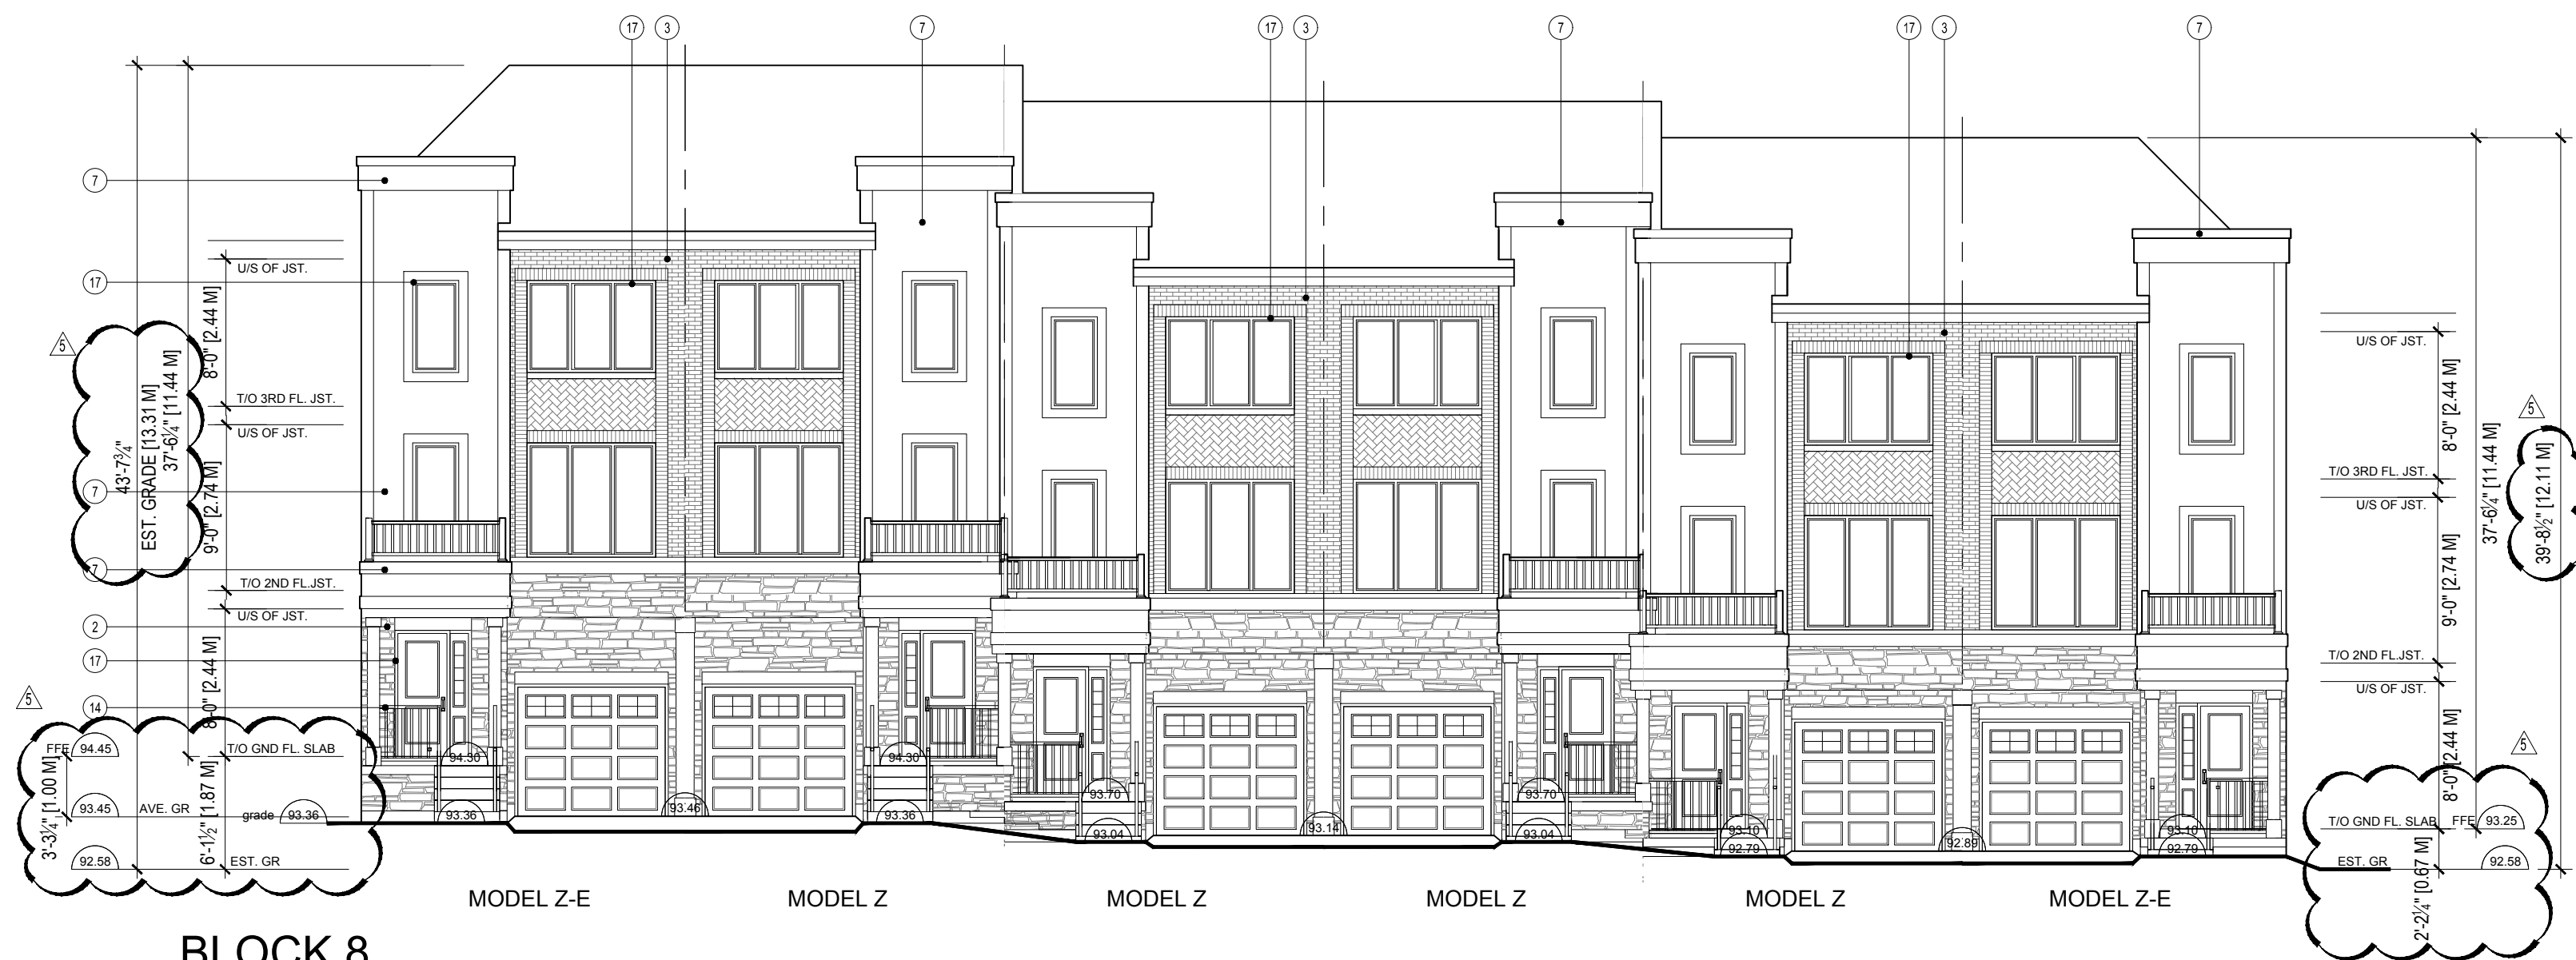 17 3 7 17 3 7 17 3 7
7
U/S OF JST.
17
8'-0" [2.44 M]
5
43'-7¾"
EST. GRADE [13.31 M]
37'-6¼" [11.44 M]
T/O 3RD FL. JST.
U/S OF JST.
7
9'-0" [2.74 M]
7
T/O 2ND FL.JST.
U/S OF JST.
2
17
5
14
8'-0" [2.44 M]
FFE 94.45
T/O GND FL. SLAB
3'-3¼" [1.00 M]
93.45 AVE. GR
grade 93.36
6'-1½" [1.87 M]
92.58 EST. GR
94.30 94.30
93.36 93.46 93.36
93.70 93.70
93.04 93.14 93.04
93.10 93.10
92.79 92.89 92.79
U/S OF JST.
8'-0" [2.44 M]
T/O 3RD FL. JST.
U/S OF JST.
37'-6¼" [11.44 M]
5
39'-8½" [12.11 M]
9'-0" [2.74 M]
T/O 2ND FL.JST.
U/S OF JST.
8'-0" [2.44 M]
5
T/O GND FL. SLAB FFE 93.25
EST. GR 92.58
2'-2¼" [0.67 M]
MODEL Z-E MODEL Z MODEL Z MODEL Z MODEL Z MODEL Z-E
BLOCK 8